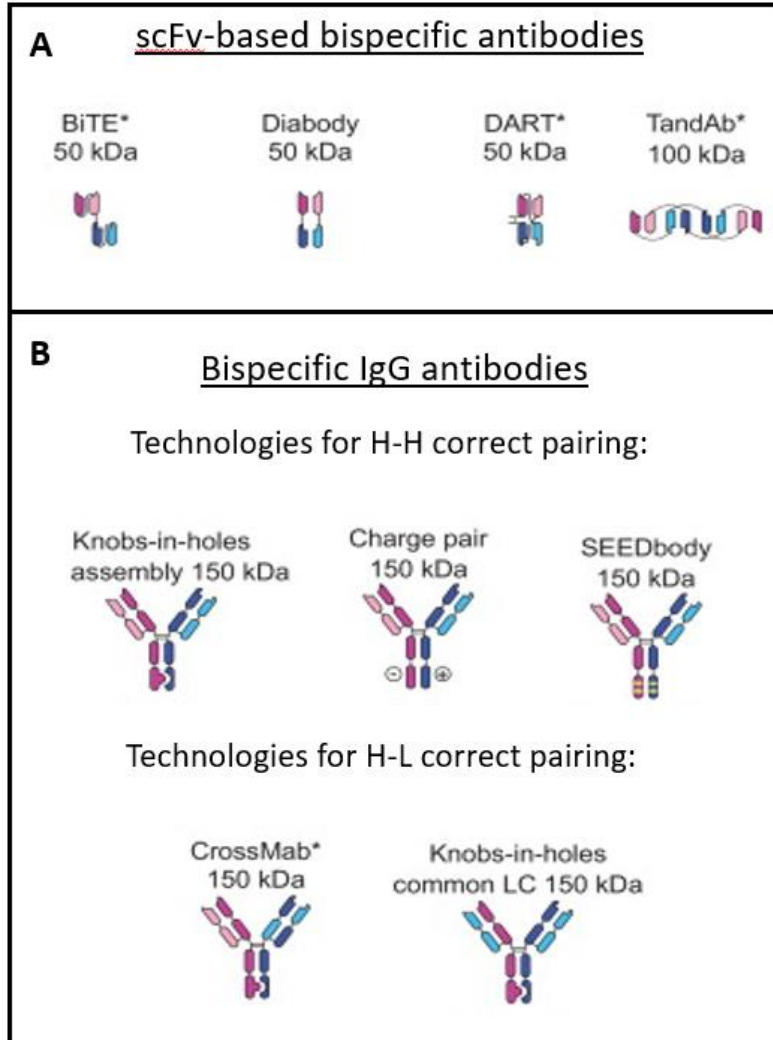 A
scFv-based bispecific antibodies
BiTE*
50 kDa
Diabody
50 kDa
DART*
50 kDa
TandAb*
100 kDa
B
Bispecific IgG antibodies
Technologies for H-H correct pairing:
Knobs-in-holes
assembly 150 kDa
Charge pair
150 kDa
- +
SEEDbody
150 kDa
Technologies for H-L correct pairing:
CrossMab*
150 kDa
Knobs-in-holes
common LC 150 kDa